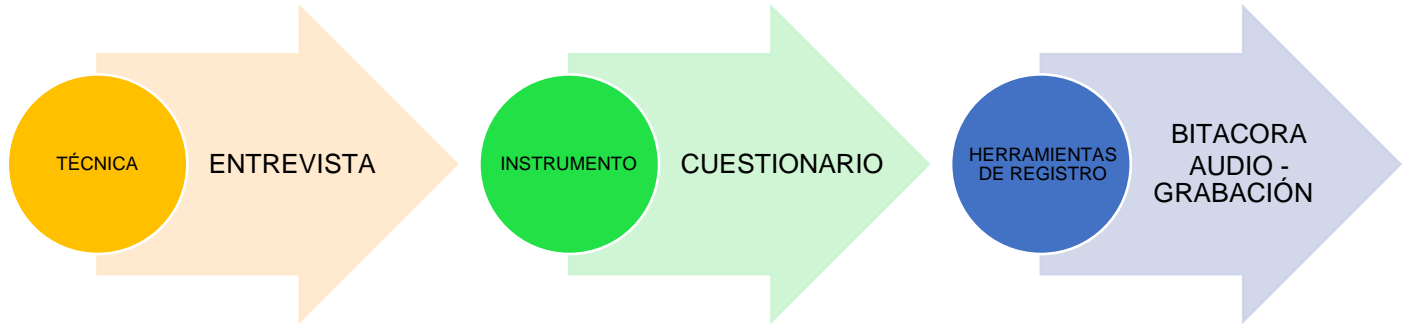 TÉCNICA
ENTREVISTA
INSTRUMENTO
CUESTIONARIO
HERRAMIENTAS
DE REGISTRO
BITACORA
AUDIO -
GRABACIÓN